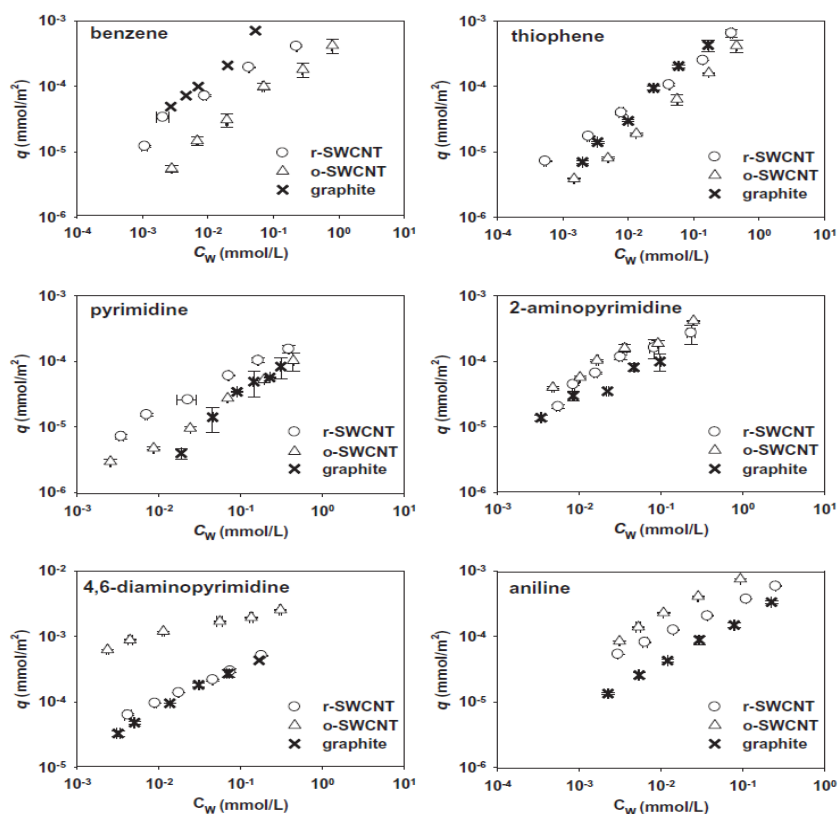 benzene
q (mmol/m²)
10⁻³
10⁻⁴
10⁻⁵
10⁻⁶
r-SWCNT
o-SWCNT
graphite
10⁻⁴ 10⁻³ 10⁻² 10⁻¹ 10⁰ 10¹
C_W (mmol/L)
thiophene
q (mmol/m²)
10⁻³
10⁻⁴
10⁻⁵
10⁻⁶
r-SWCNT
o-SWCNT
graphite
10⁻⁴ 10⁻³ 10⁻² 10⁻¹ 10⁰ 10¹
C_W (mmol/L)
pyrimidine
q (mmol/m²)
10⁻³
10⁻⁴
10⁻⁵
10⁻⁶
r-SWCNT
o-SWCNT
graphite
10⁻³ 10⁻² 10⁻¹ 10⁰ 10¹
C_W (mmol/L)
2-aminopyrimidine
q (mmol/m²)
10⁻³
10⁻⁴
10⁻⁵
10⁻⁶
r-SWCNT
o-SWCNT
graphite
10⁻³ 10⁻² 10⁻¹ 10⁰ 10¹
C_W (mmol/L)
4,6-diaminopyrimidine
q (mmol/m²)
10⁻²
10⁻³
10⁻⁴
10⁻⁵
r-SWCNT
o-SWCNT
graphite
10⁻³ 10⁻² 10⁻¹ 10⁰ 10¹
C_W (mmol/L)
aniline
q (mmol/m²)
10⁻³
10⁻⁴
10⁻⁵
10⁻⁶
r-SWCNT
o-SWCNT
graphite
10⁻⁴ 10⁻³ 10⁻² 10⁻¹ 10⁰
C_W (mmol/L)